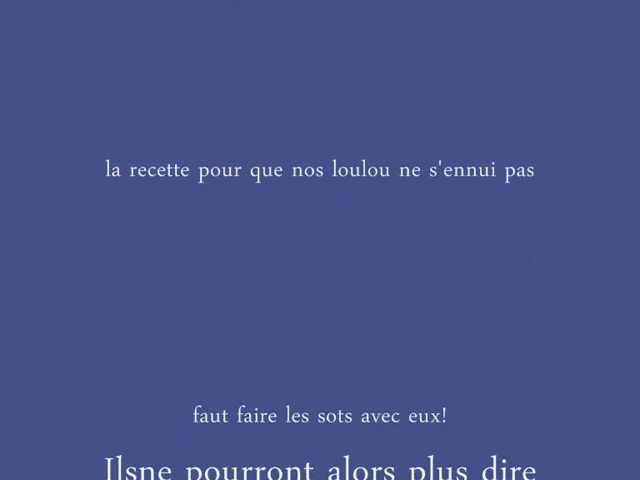 la recette pour que nos loulou ne s'ennui pas
faut faire les sots avec eux!
Ilsne pourront alors plus dire